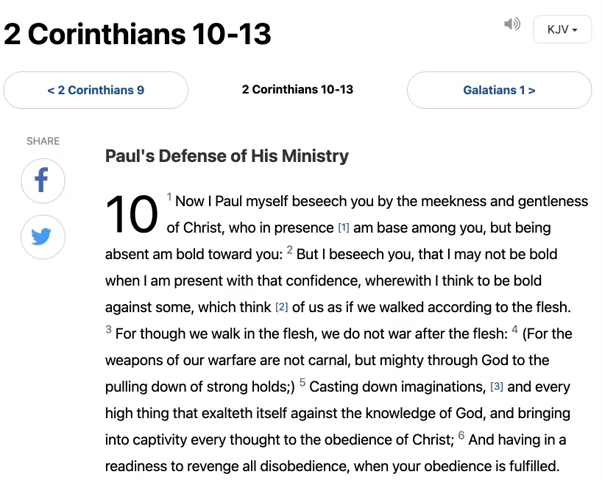 2 Corinthians 10-13
KJV
< 2 Corinthians 9
2 Corinthians 10-13
Galatians 1 >
SHARE
Paul's Defense of His Ministry
10 1 Now I Paul myself beseech you by the meekness and gentleness
of Christ, who in presence [1] am base among you, but being
absent am bold toward you: 2 But I beseech you, that I may not be bold
when I am present with that confidence, wherewith I think to be bold
against some, which think [2] of us as if we walked according to the flesh.
3 For though we walk in the flesh, we do not war after the flesh: 4 (For the
weapons of our warfare are not carnal, but mighty through God to the
pulling down of strong holds;) 5 Casting down imaginations, [3] and every
high thing that exalteth itself against the knowledge of God, and bringing
into captivity every thought to the obedience of Christ; 6 And having in a
readiness to revenge all disobedience, when your obedience is fulfilled.